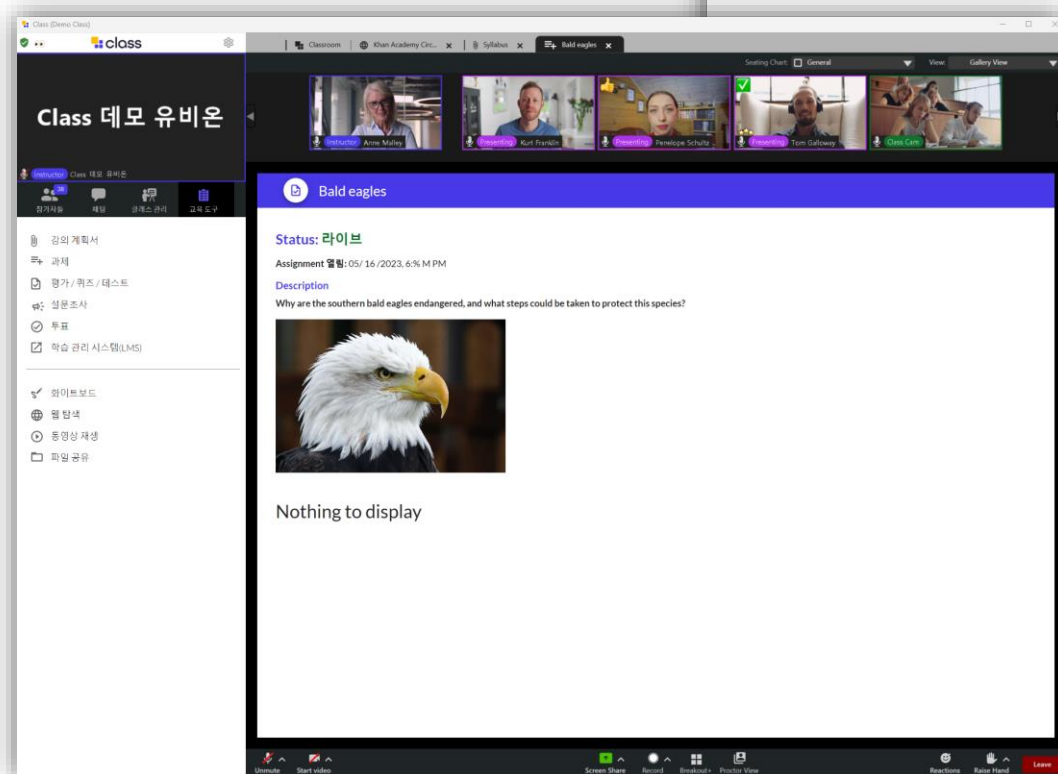 Class (Demo Class)
class
Classroom
Khan Academy Circ...
Syllabus
Bald eagles
Seating Chart: General
View: Gallery View
Class 데모 유비온
Instructor Class 데모 유비온
Instructor Anne Malley
Presenting Kurt Franklin
Presenting Penelope Schultz
Presenting Tom Galloway
Class Cam
38
참가자들
채팅
클래스 관리
교육 도구
강의 계획서
과제
평가 / 퀴즈 / 테스트
설문조사
투표
학습 관리 시스템(LMS)
화이트보드
웹 탐색
동영상 재생
파일 공유
Bald eagles
Status: 라이브
Assignment 열림: 05/ 16 /2023, 6:% M PM
Description
Why are the southern bald eagles endangered, and what steps could be taken to protect this species?
Nothing to display
Unmute
Start video
Screen Share
Record
Breakout+
Proctor View
Reactions
Raise Hand
Leave